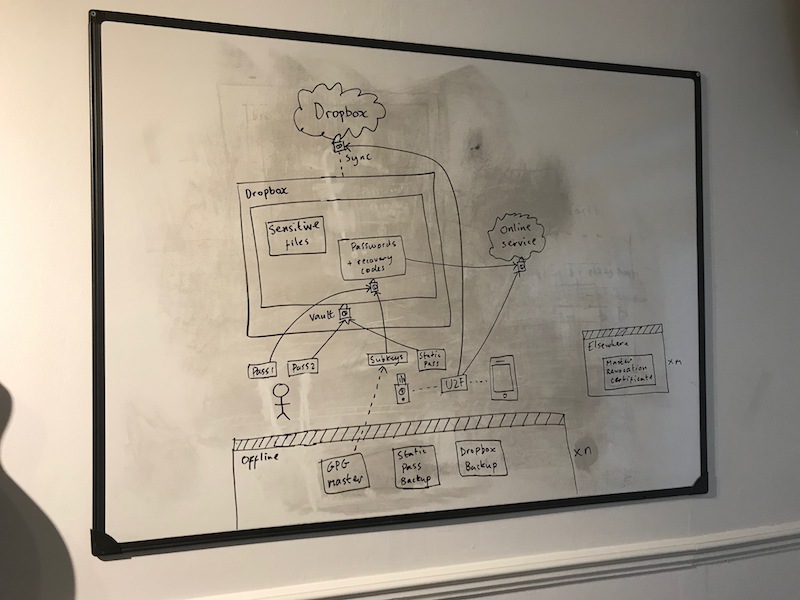 Dropbox
Sync
Dropbox
Sensitive
files
Passwords
+ recovery
codes
Online
service
Vault
Pass1
Pass2
Subkeys
Static
Pass
U2F
Elsewhere
Master
Revocation
Certificate
xm
Offline
GPG
master
Static
Pass
Backup
Dropbox
Backup
xn